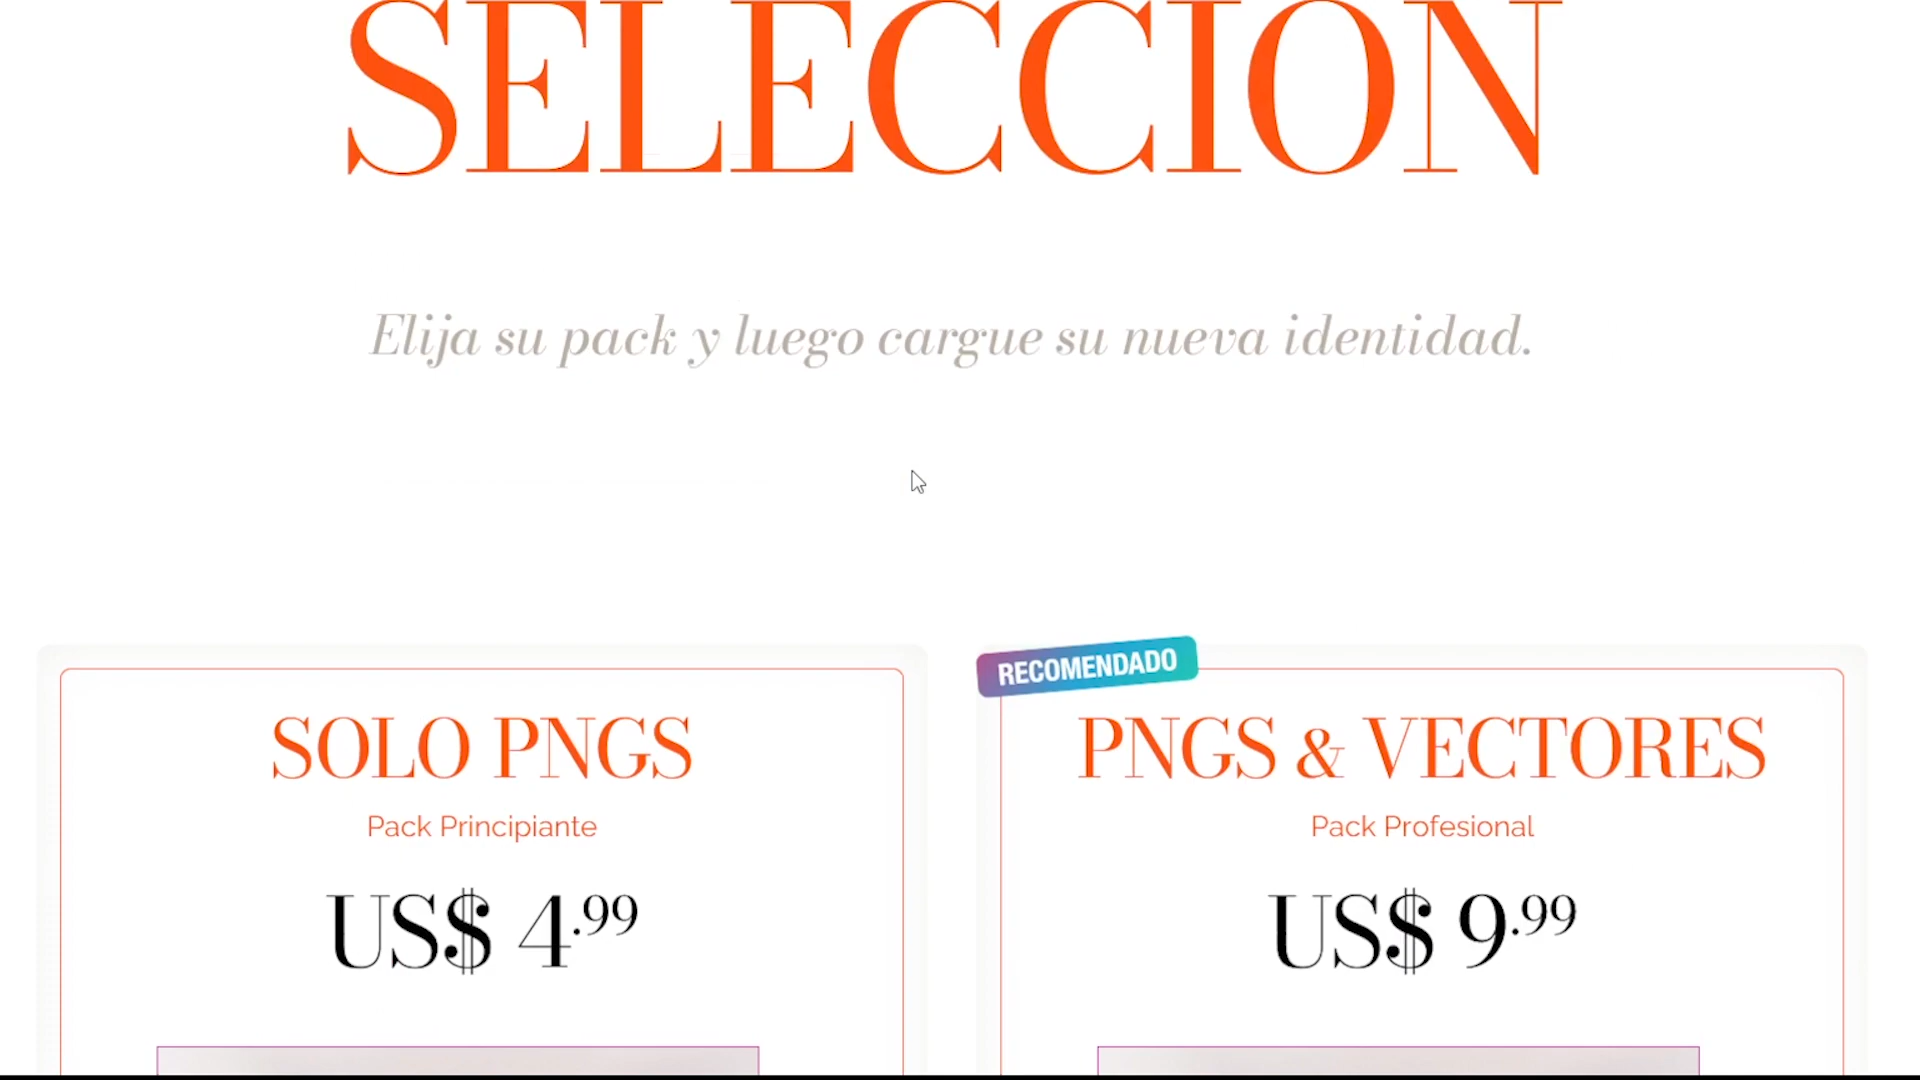 SELECCION
Elija su pack y luego cargue su nueva identidad.
RECOMENDADO
SOLO PNGS
Pack Principiante
US$ 4.99
PNGS & VECTORES
Pack Profesional
US$ 9.99